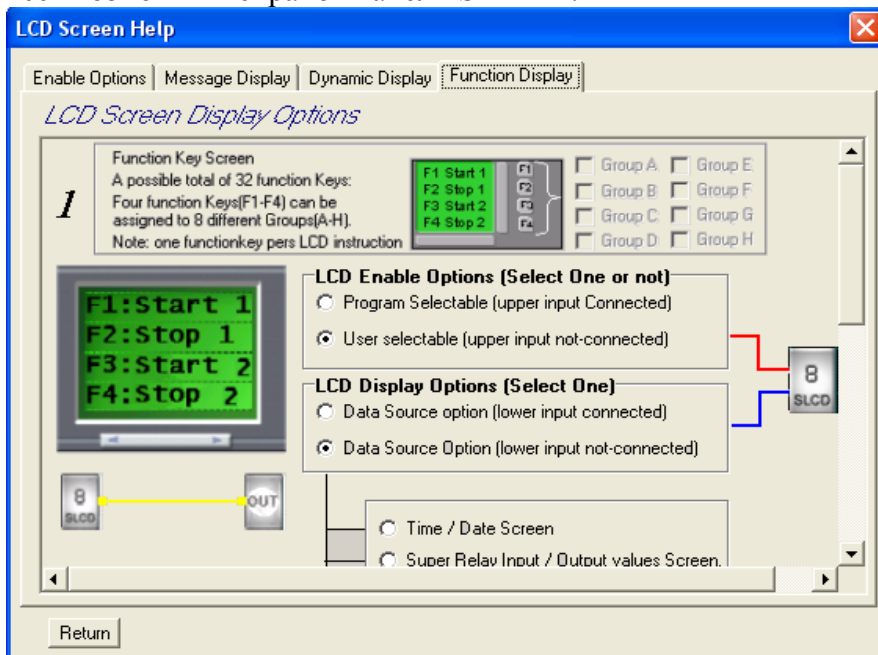 LCD Screen Help
Enable Options Message Display Dynamic Display Function Display
LCD Screen Display Options
1
Function Key Screen
A possible total of 32 function Keys:
Four function Keys(F1-F4) can be
assigned to 8 different Groups(A-H).
Note: one functionkey pers LCD instruction
F1 Start 1
F2 Stop 1
F3 Start 2
F4 Stop 2
F1
F2
F3
F4
Group A Group E
Group B Group F
Group C Group G
Group D Group H
F1:Start 1
F2:Stop 1
F3:Start 2
F4:Stop 2
LCD Enable Options (Select One or not)
Program Selectable (upper input Connected)
User selectable (upper input not-connected)
LCD Display Options (Select One)
Data Source option (lower input connected)
Data Source Option (lower input not-connected)
8
SLCD
8
SLCD
OUT
Time / Date Screen
Super Relay Input / Output values Screen.
Return